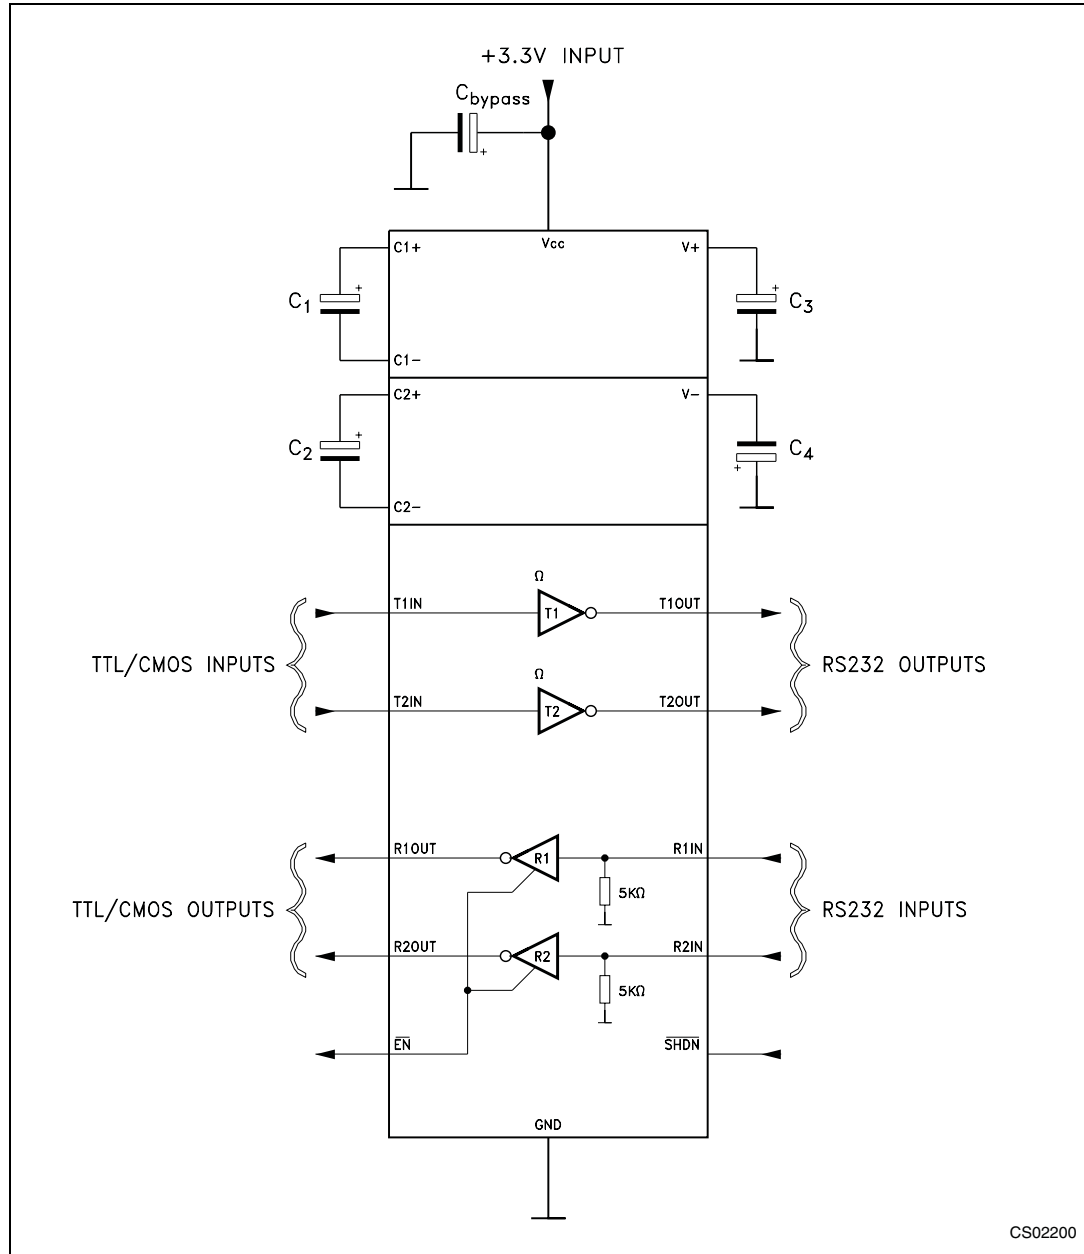 +3.3V INPUT
Cbypass
C1+
Vcc
V+
C1
C3
C1-
C2+
V-
C2
C4
C2-
Ω
T1IN
T1
T1OUT
TTL/CMOS INPUTS
RS232 OUTPUTS
Ω
T2IN
T2
T2OUT
R1OUT
R1
R1IN
5KΩ
TTL/CMOS OUTPUTS
RS232 INPUTS
R2OUT
R2
R2IN
5KΩ
EN
SHDN
GND
CS02200